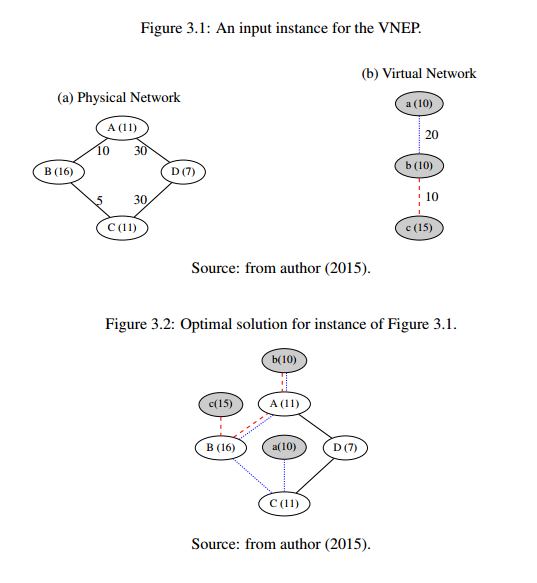 Figure 3.1: An input instance for the VNEP.
(b) Virtual Network
(a) Physical Network
a (10)
A (11)
20
10 30
B (16) D (7)
b (10)
5 30
10
C (11)
c (15)
Source: from author (2015).
Figure 3.2: Optimal solution for instance of Figure 3.1.
b(10)
c(15) A (11)
B (16) a(10) D (7)
C (11)
Source: from author (2015).